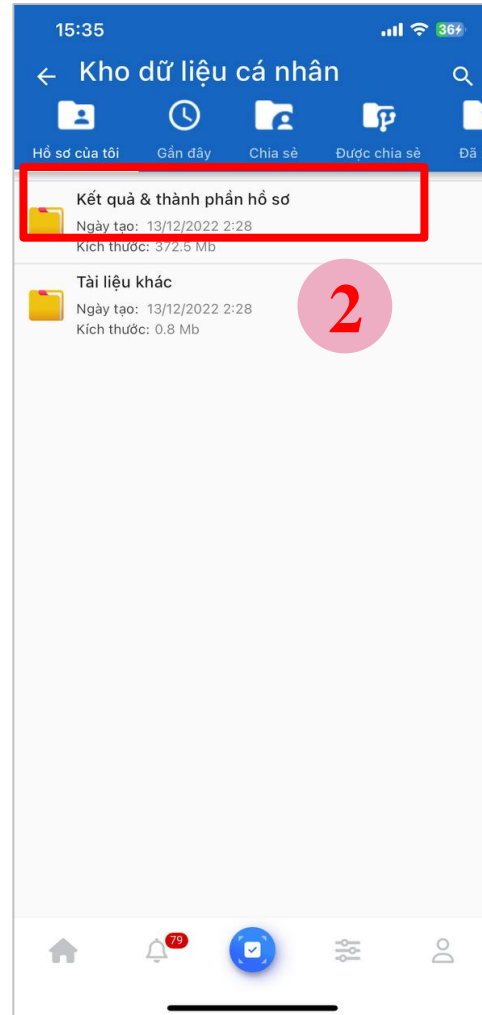 15:35
36
Kho dữ liệu cá nhân
Hồ sơ của tôi Gần đây Chia sẻ Được chia sẻ Đã
Kết quả & thành phần hồ sơ
Ngày tạo: 13/12/2022 2:28
Kích thước: 372.5 Mb
Tài liệu khác
Ngày tạo: 13/12/2022 2:28
Kích thước: 0.8 Mb
2
79